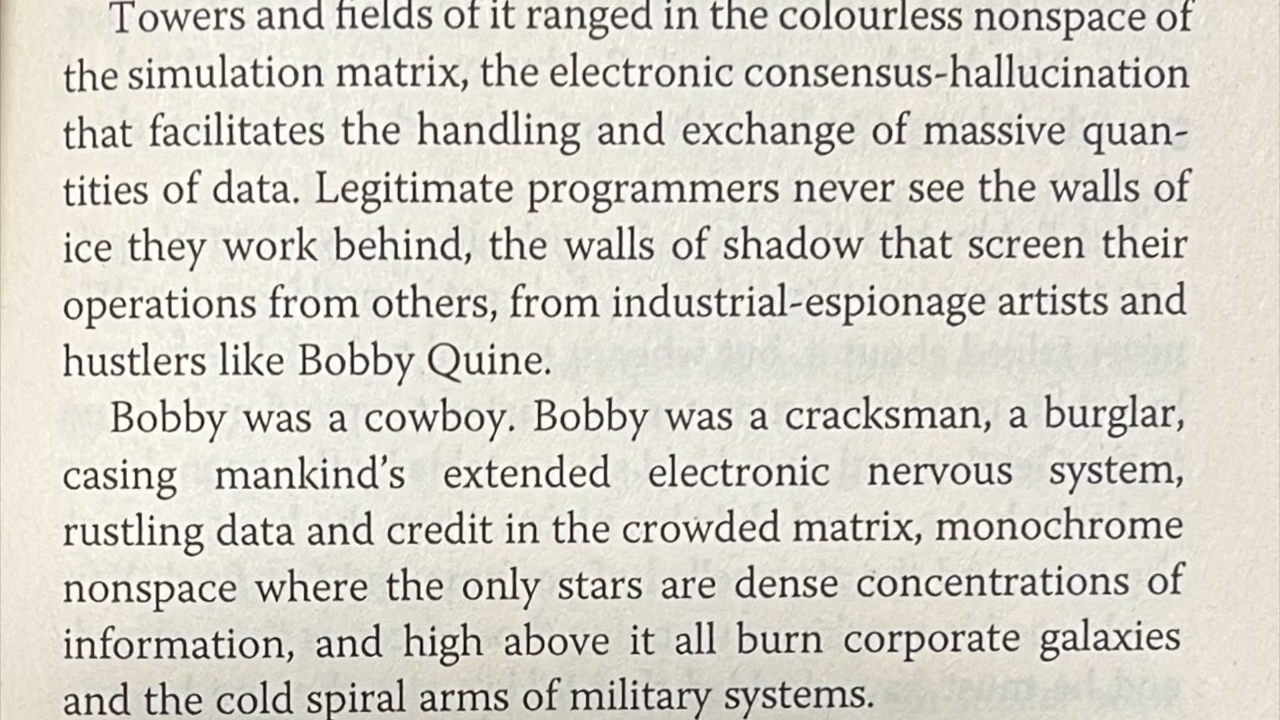 Towers and fields of it ranged in the colourless nonspace of
the simulation matrix, the electronic consensus-hallucination
that facilitates the handling and exchange of massive quan-
tities of data. Legitimate programmers never see the walls of
ice they work behind, the walls of shadow that screen their
operations from others, from industrial-espionage artists and
hustlers like Bobby Quine.
Bobby was a cowboy. Bobby was a cracksman, a burglar,
casing mankind’s extended electronic nervous system,
rustling data and credit in the crowded matrix, monochrome
nonspace where the only stars are dense concentrations of
information, and high above it all burn corporate galaxies
and the cold spiral arms of military systems.